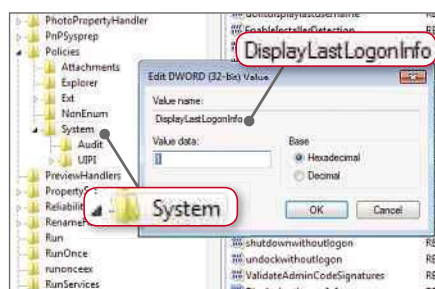 PhotoPropertyHandler
PnPSysprep
Policies
Attachments
Explorer
Ext
NonEnum
System
Audit
UIPI
PreviewHandlers
System
Run
RunOnce
runonceex
RunServices
dontdisplaylastusername
EnableInstallerDetection
DisplayLastLogonInfo
Edit DWORD (32-bit) Value
Value name:
DisplayLastLogonInfo
Value data:
1
Base
Hexadecimal
Decimal
OK
Cancel
shutdownwithoutlogon
undockwithoutlogon
ValidateAdminCodeSignatures